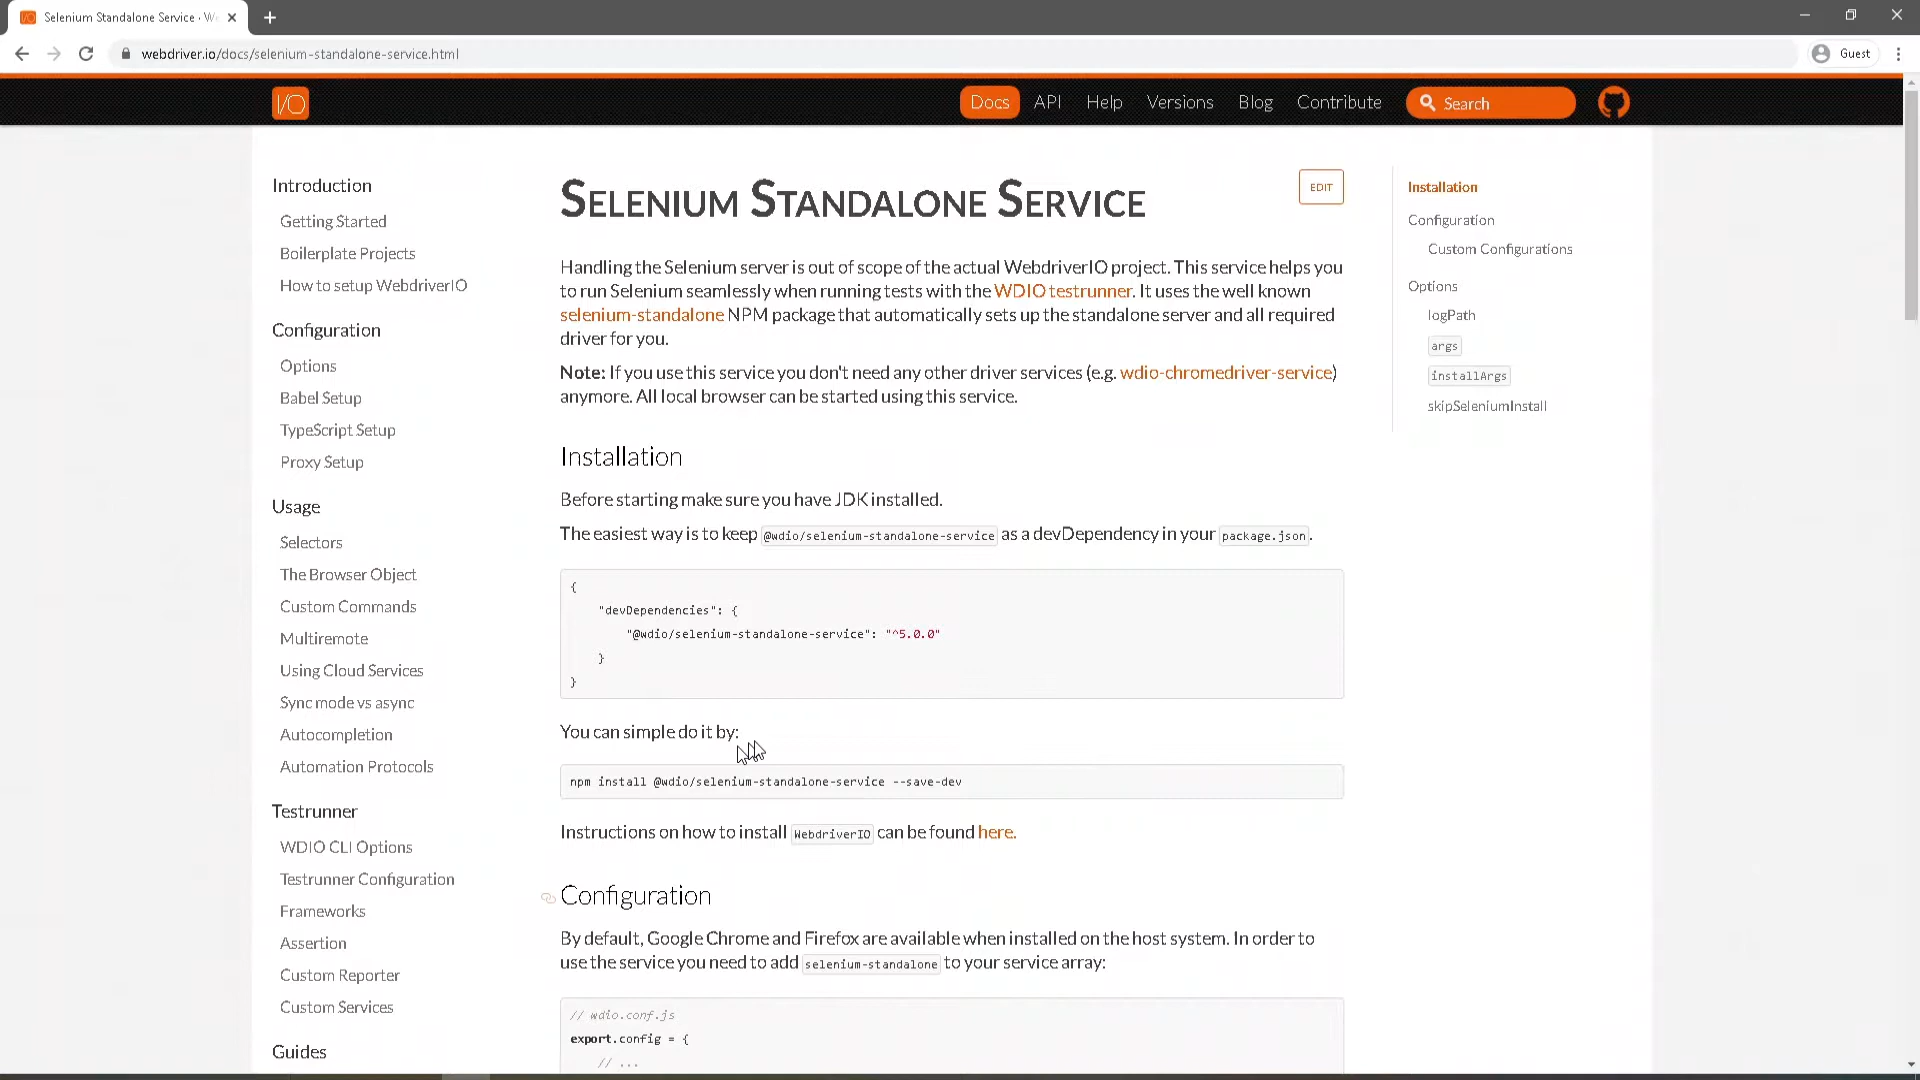 Selenium Standalone Service · W
webdriver.io/docs/selenium-standalone-service.html
Guest
I/O
Docs
API
Help
Versions
Blog
Contribute
Search
Introduction
Getting Started
Boilerplate Projects
How to setup WebdriverIO
Configuration
Options
Babel Setup
TypeScript Setup
Proxy Setup
Usage
Selectors
The Browser Object
Custom Commands
Multiremote
Using Cloud Services
Sync mode vs async
Autocompletion
Automation Protocols
Testrunner
WDIO CLI Options
Testrunner Configuration
Frameworks
Assertion
Custom Reporter
Custom Services
Guides
SELENIUM STANDALONE SERVICE
EDIT
Handling the Selenium server is out of scope of the actual WebdriverIO project. This service helps you
to run Selenium seamlessly when running tests with the WDIO testrunner. It uses the well known
selenium-standalone NPM package that automatically sets up the standalone server and all required
driver for you.
Note: If you use this service you don't need any other driver services (e.g. wdio-chromedriver-service)
anymore. All local browser can be started using this service.
Installation
Before starting make sure you have JDK installed.
The easiest way is to keep @wdio/selenium-standalone-service as a devDependency in your package.json.
{
"devDependencies": {
"@wdio/selenium-standalone-service": "^5.0.0"
}
}
You can simple do it by:
npm install @wdio/selenium-standalone-service --save-dev
Instructions on how to install WebdriverIO can be found here.
Configuration
By default, Google Chrome and Firefox are available when installed on the host system. In order to
use the service you need to add selenium-standalone to your service array:
// wdio.conf.js
export.config = {
// ...
Installation
Configuration
Custom Configurations
Options
logPath
args
installArgs
skipSeleniumInstall